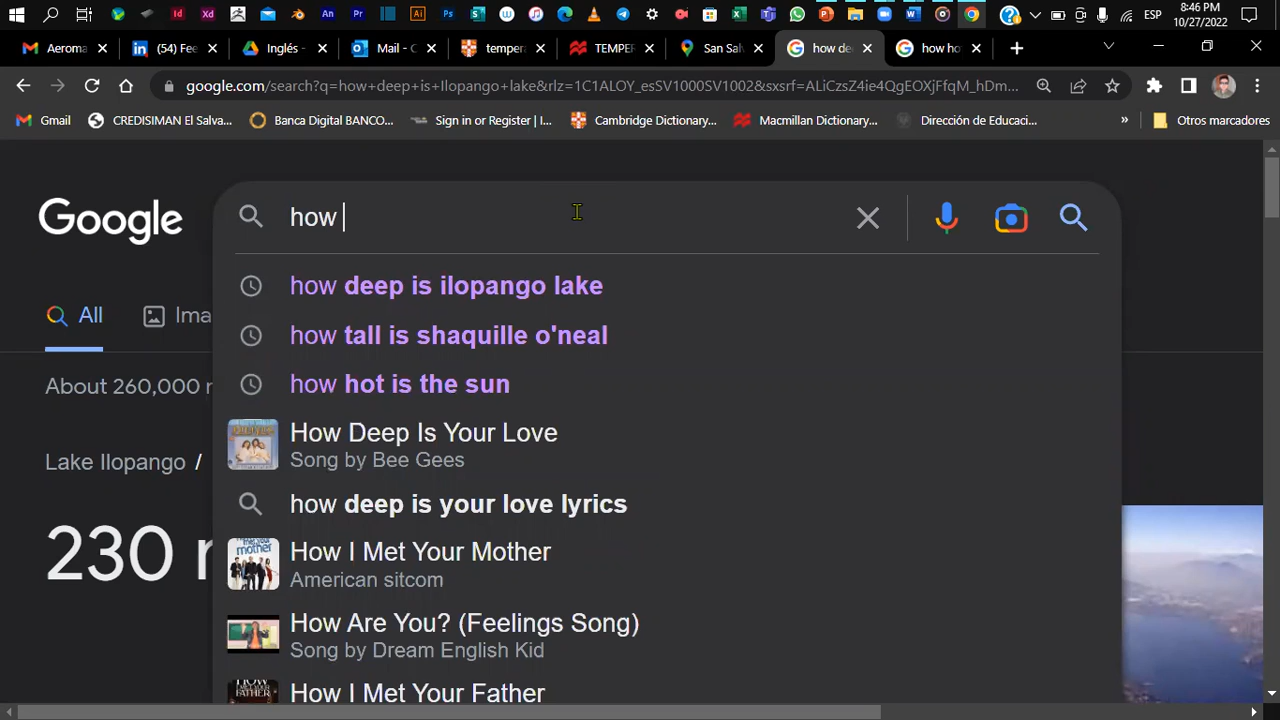 ESP
8:46 PM
10/27/2022
Aeroma
(54) Fee
Inglés -
Mail - C
tempera
TEMPER
San Salv
how dee
how ho
google.com/search?q=how+deep+is+Ilopango+lake&rlz=1C1ALOY_esSV1000SV1002&sxsrf=ALiCzsZ4ie4QgEOXjFfqM_hDm...
Gmail
CREDISIMAN El Salva...
Banca Digital BANCO...
Sign in or Register | I...
Cambridge Dictionary...
Macmillan Dictionary...
Dirección de Educaci...
»
Otros marcadores
Google
how
how deep is ilopango lake
how tall is shaquille o'neal
how hot is the sun
How Deep Is Your Love
Song by Bee Gees
how deep is your love lyrics
How I Met Your Mother
American sitcom
How Are You? (Feelings Song)
Song by Dream English Kid
How I Met Your Father
All
Ima
About 260,000 r
Lake Ilopango /
230